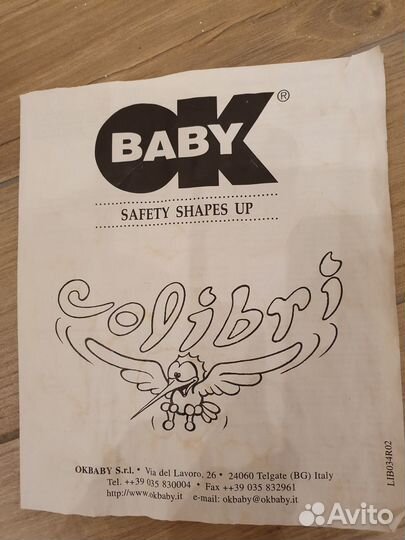 OK
BABY
®
SAFETY SHAPES UP
Colibri
OKBABY S.r.l. • Via del Lavoro, 26 • 24060 Telgate (BG) Italy
Tel. ++39 035 830004 • Fax ++39 035 832961
http://www.okbaby.it e-mail: okbaby@okbaby.it
LIB034R02
Avito